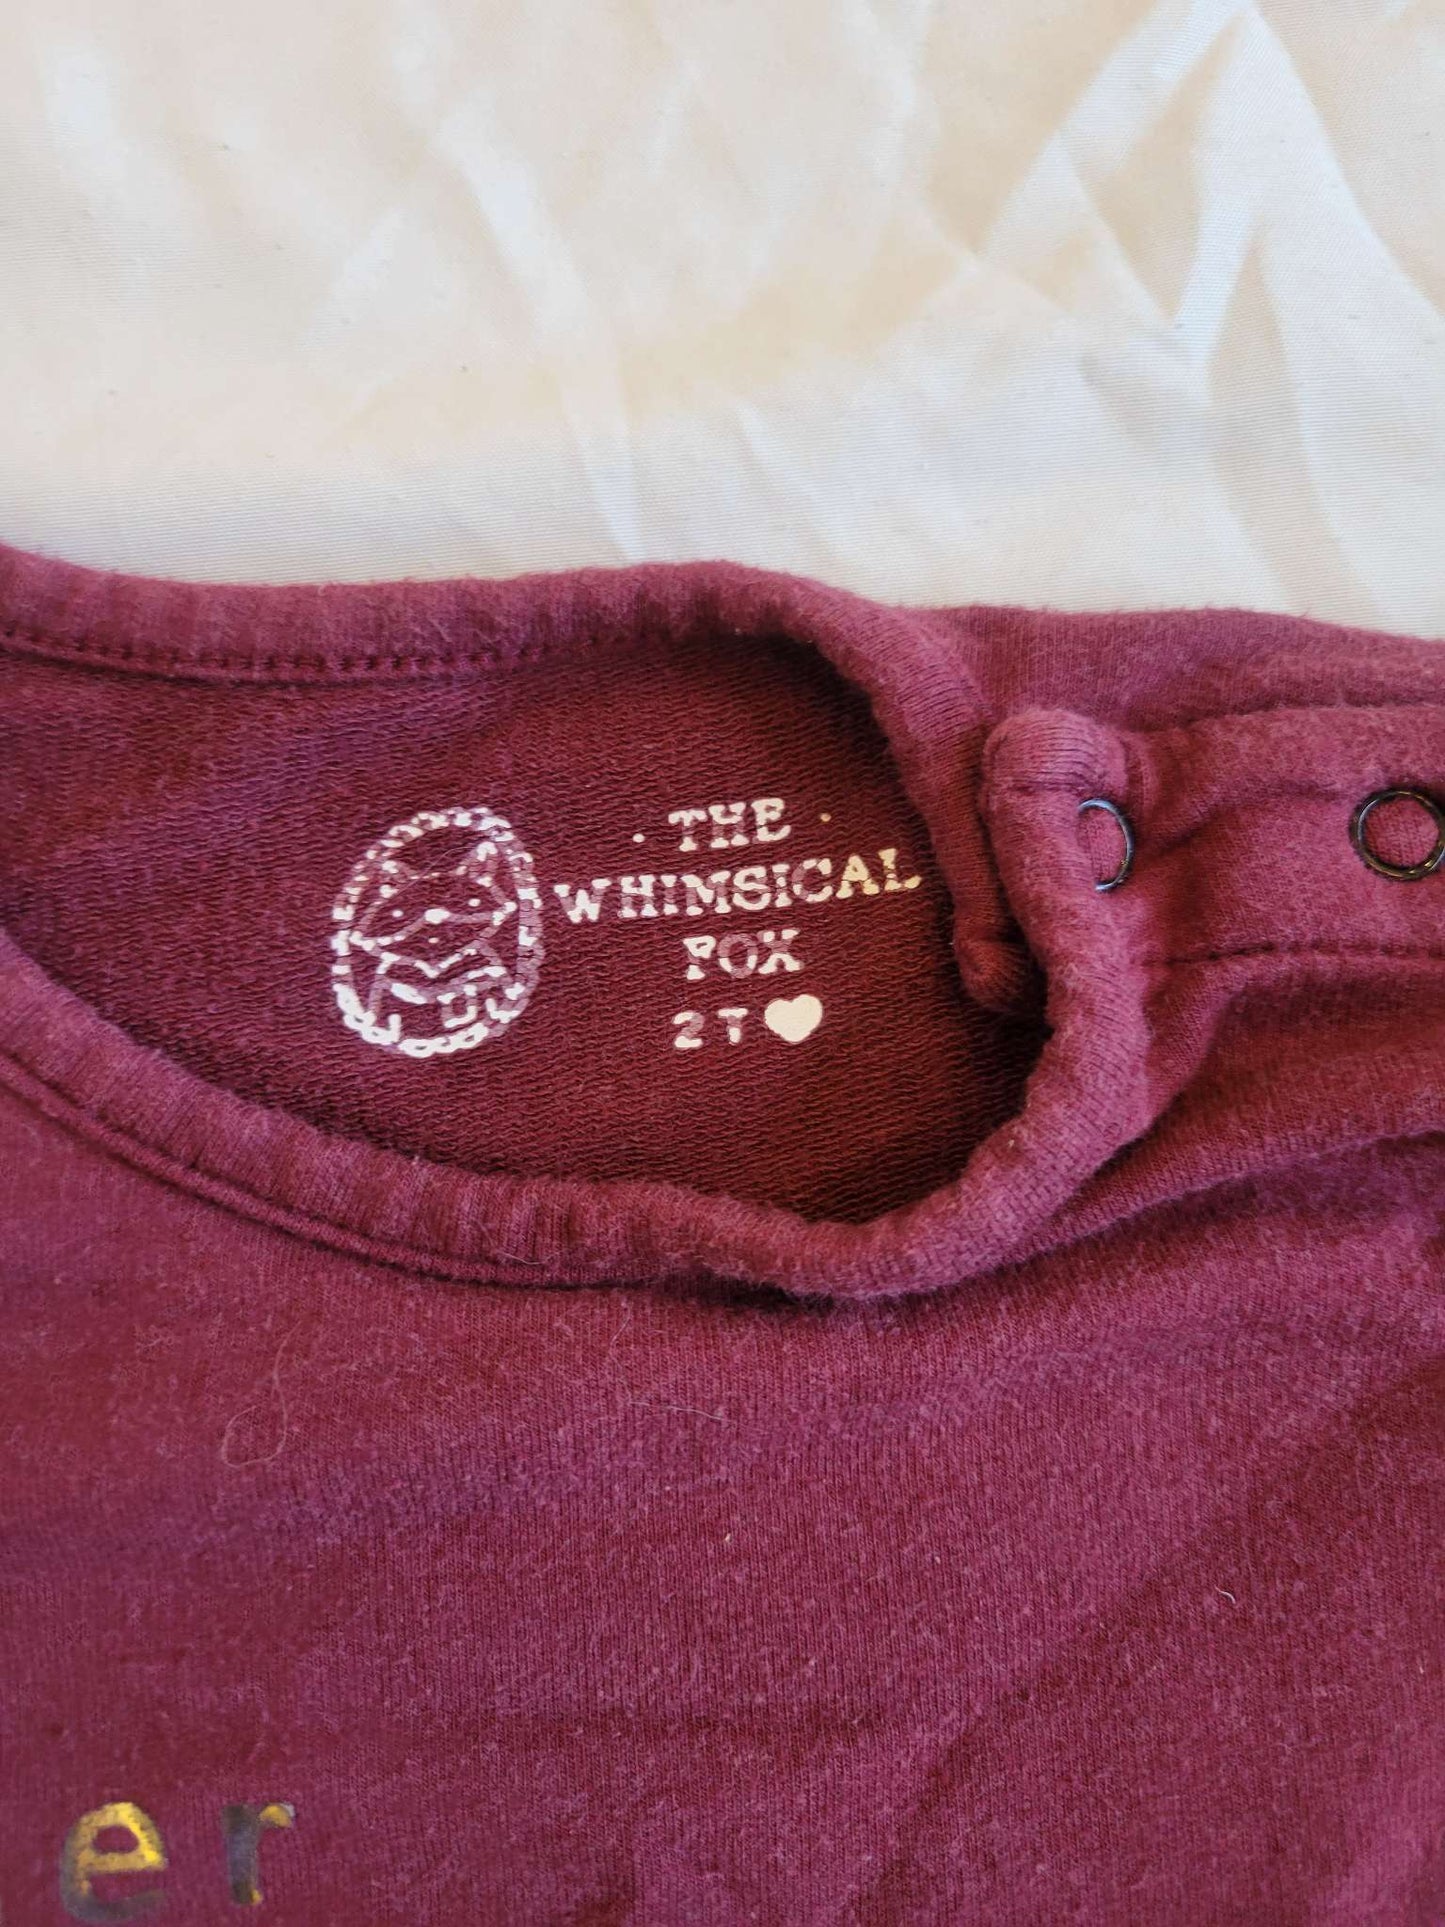 · THE ·
WHIMSICAL
FOX
2T
er